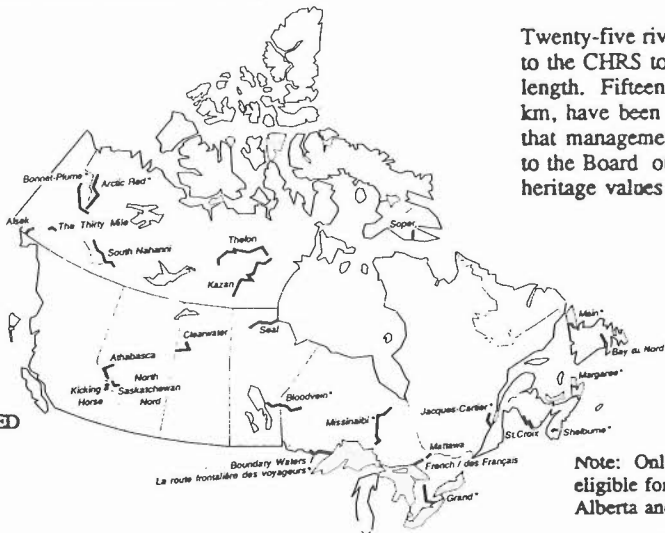 Twenty-five riv
to the CHRS to
length. Fifteen
km, have been
that managemen
to the Board o
heritage values
Bonnet-Plume
Arctic Red*
Alsek
The Thirty Mile
South Nahanni
Thelon
Kazan
Soper
Seal
Clearwater
Athabasca
Kicking
Horse
North
Saskatchewan
Nord
Bloodvein*
Missinaibi*
Jacques-Cartier*
Main*
Bay du Nord
Margaree*
St.Croix
Shelburne*
Mattawa
French / des Français
Boundary Waters
La route frontalière des voyageurs*
Grand*
Note: Onl
eligible for
Alberta and